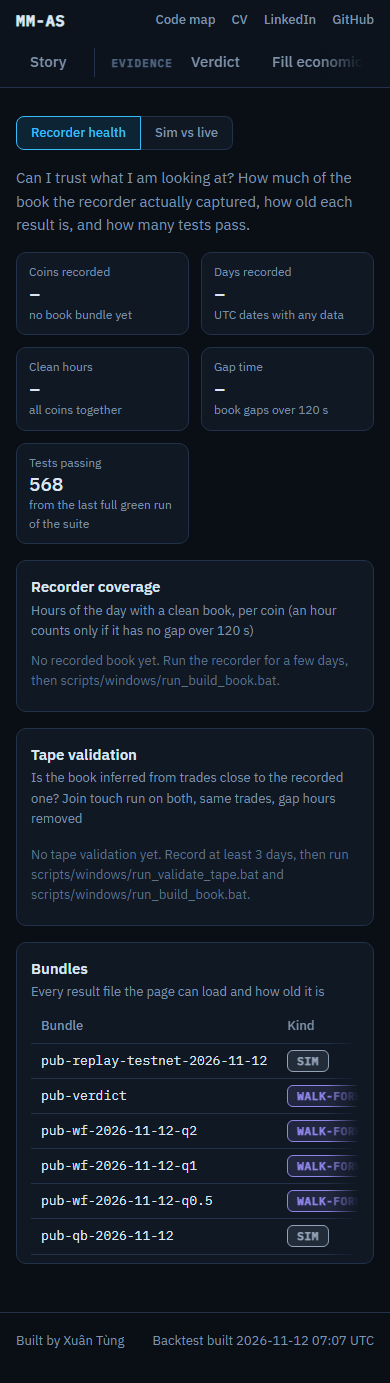 MM-AS Code map CV LinkedIn GitHub
Story EVIDENCE Verdict Fill economic
Recorder health Sim vs live
Can I trust what I am looking at? How much of the
book the recorder actually captured, how old each
result is, and how many tests pass.
Coins recorded
–
no book bundle yet
Days recorded
–
UTC dates with any data
Clean hours
–
all coins together
Gap time
–
book gaps over 120 s
Tests passing
568
from the last full green run
of the suite
Recorder coverage
Hours of the day with a clean book, per coin (an hour
counts only if it has no gap over 120 s)
No recorded book yet. Run the recorder for a few days,
then scripts/windows/run_build_book.bat.
Tape validation
Is the book inferred from trades close to the recorded
one? Join touch run on both, same trades, gap hours
removed
No tape validation yet. Record at least 3 days, then run
scripts/windows/run_validate_tape.bat and
scripts/windows/run_build_book.bat.
Bundles
Every result file the page can load and how old it is
Bundle Kind
pub-replay-testnet-2026-11-12 SIM
pub-verdict WALK-FOR
pub-wf-2026-11-12-q2 WALK-FOR
pub-wf-2026-11-12-q1 WALK-FOR
pub-wf-2026-11-12-q0.5 WALK-FOR
pub-qb-2026-11-12 SIM
Built by Xuân Tùng Backtest built 2026-11-12 07:07 UTC